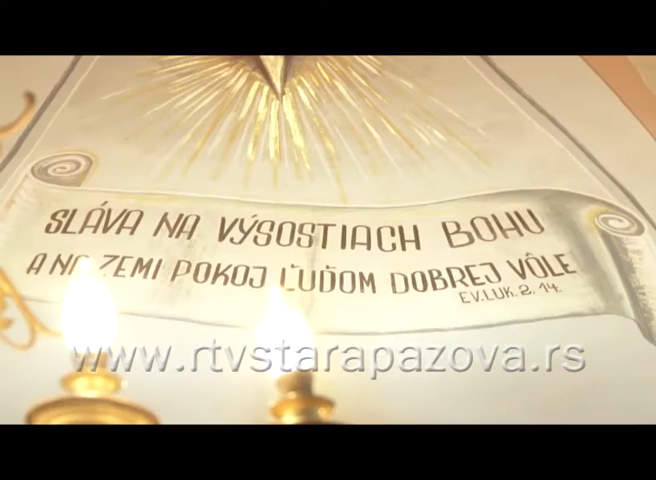 SLÁVA NA VÝSOSTIACH BOHU
A NA ZEMI POKOJ ĽUĎOM DOBREJ VÔLE
EV. LUK. 2. 14.
www.rtvstarapazova.rs